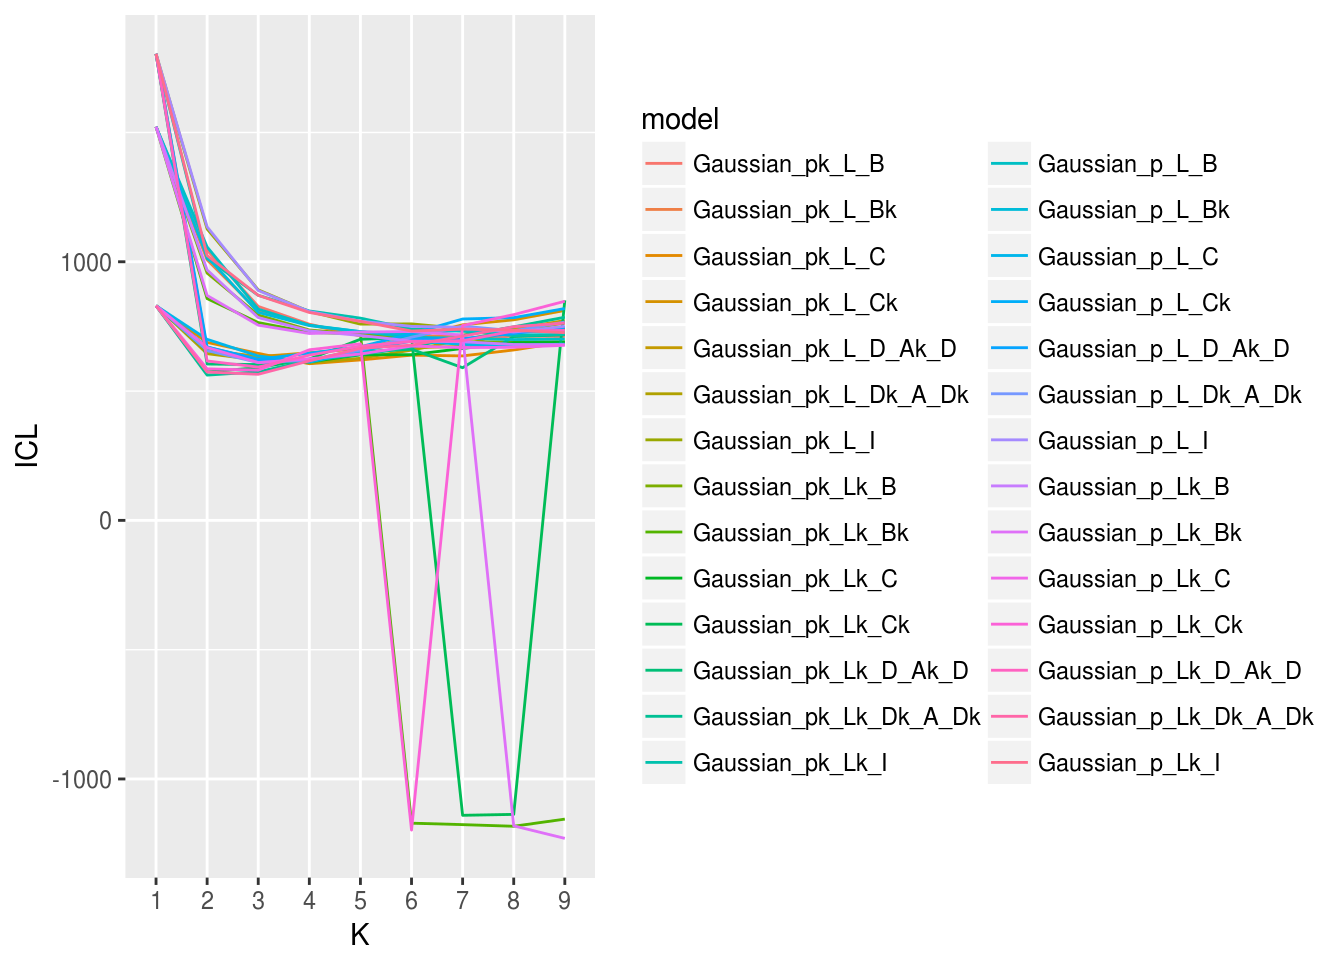 model
Gaussian_pk_L_B
Gaussian_pk_L_Bk
Gaussian_pk_L_C
Gaussian_pk_L_Ck
Gaussian_pk_L_D_Ak_D
Gaussian_pk_L_Dk_A_Dk
Gaussian_pk_L_I
Gaussian_pk_Lk_B
Gaussian_pk_Lk_Bk
Gaussian_pk_Lk_C
Gaussian_pk_Lk_Ck
Gaussian_pk_Lk_D_Ak_D
Gaussian_pk_Lk_Dk_A_Dk
Gaussian_pk_Lk_I
Gaussian_p_L_B
Gaussian_p_L_Bk
Gaussian_p_L_C
Gaussian_p_L_Ck
Gaussian_p_L_D_Ak_D
Gaussian_p_L_Dk_A_Dk
Gaussian_p_L_I
Gaussian_p_Lk_B
Gaussian_p_Lk_Bk
Gaussian_p_Lk_C
Gaussian_p_Lk_Ck
Gaussian_p_Lk_D_Ak_D
Gaussian_p_Lk_Dk_A_Dk
Gaussian_p_Lk_I
ICL
1000
0
-1000
1 2 3 4 5 6 7 8 9
K